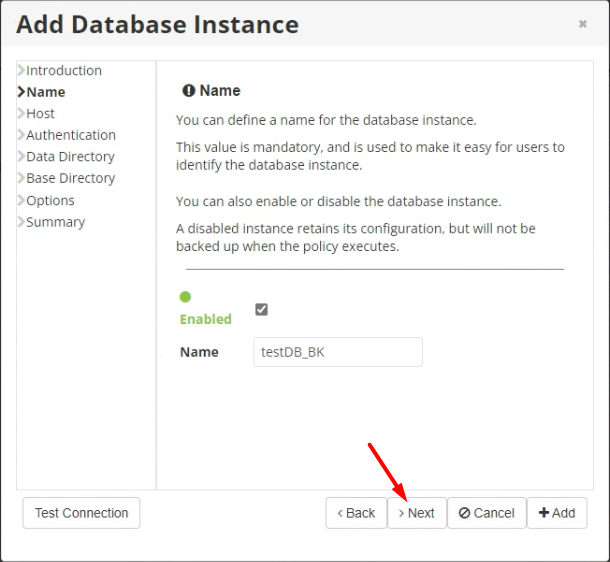 Add Database Instance
Introduction
Name
Host
Authentication
Data Directory
Base Directory
Options
Summary
Name
You can define a name for the database instance.
This value is mandatory, and is used to make it easy for users to
identify the database instance.
You can also enable or disable the database instance.
A disabled instance retains its configuration, but will not be
backed up when the policy executes.
Enabled
Name testDB_BK
Test Connection Back Next Cancel Add